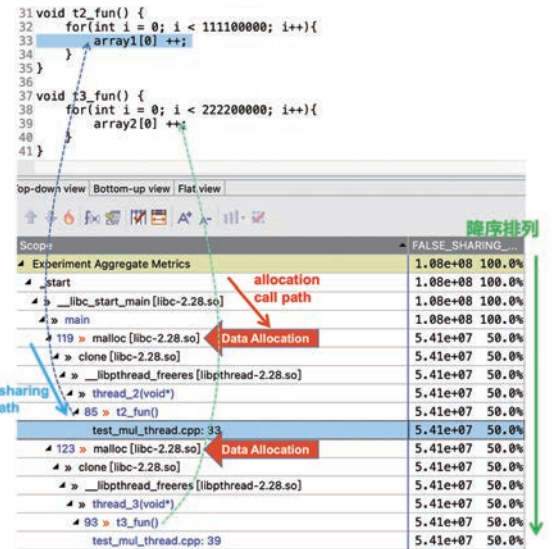 31 void t2_fun() {
32 for(int i = 0; i < 111100000; i++){
33 array1[0] ++;
34 }
35 }
36
37 void t3_fun() {
38 for(int i = 0; i < 222200000; i++){
39 array2[0] ++;
40 }
41 }
op-down view Bottom-up view Flat view
降序排列
Scope FALSE_SHARING_...
Experiment Aggregate Metrics 1.08e+08 100.0%
_start 1.08e+08 100.0%
allocation
call path
» __libc_start_main [libc-2.28.so] 1.08e+08 100.0%
» main 1.08e+08 100.0%
119 » malloc [libc-2.28.so] Data Allocation 5.41e+07 50.0%
» clone [libc-2.28.so] 5.41e+07 50.0%
» __libpthread_freeres [libpthread-2.28.so] 5.41e+07 50.0%
sharing
ath
» thread_2(void*) 5.41e+07 50.0%
85 » t2_fun() 5.41e+07 50.0%
test_mul_thread.cpp: 33 5.41e+07 50.0%
123 » malloc [libc-2.28.so] Data Allocation 5.41e+07 50.0%
» clone [libc-2.28.so] 5.41e+07 50.0%
» __libpthread_freeres [libpthread-2.28.so] 5.41e+07 50.0%
» thread_3(void*) 5.41e+07 50.0%
93 » t3_fun() 5.41e+07 50.0%
test_mul_thread.cpp: 39 5.41e+07 50.0%